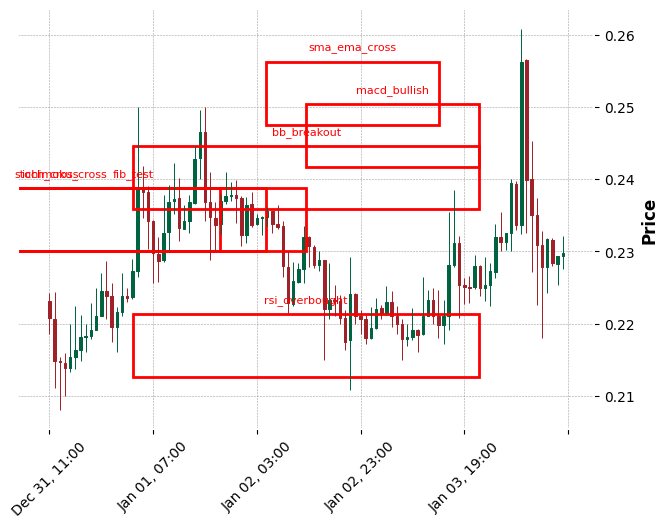 sma_ema_cross
0.26
macd_bullish
0.25
bb_breakout
fib_test
0.24
Price
0.23
rsi_overbought
0.22
0.21
Dec 31, 11:00
Jan 01, 07:00
Jan 02, 03:00
Jan 02, 23:00
Jan 03, 19:00